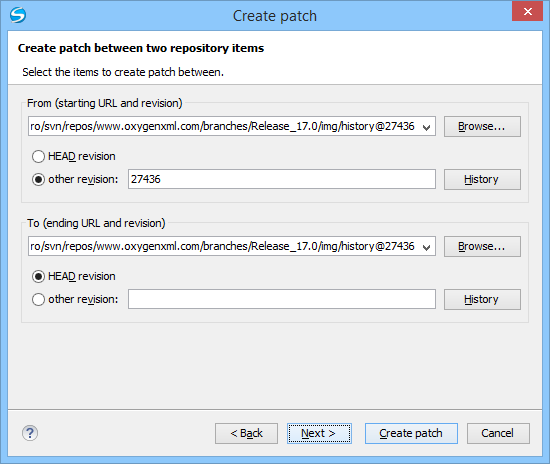 Create patch
Create patch between two repository items
Select the items to create patch between.
From (starting URL and revision)
ro/svn/repos/www.oxygenxml.com/branches/Release_17.0/img/history@27436 Browse...
HEAD revision
other revision: 27436 History
To (ending URL and revision)
ro/svn/repos/www.oxygenxml.com/branches/Release_17.0/img/history@27436 Browse...
HEAD revision
other revision: History
? < Back Next > Create patch Cancel